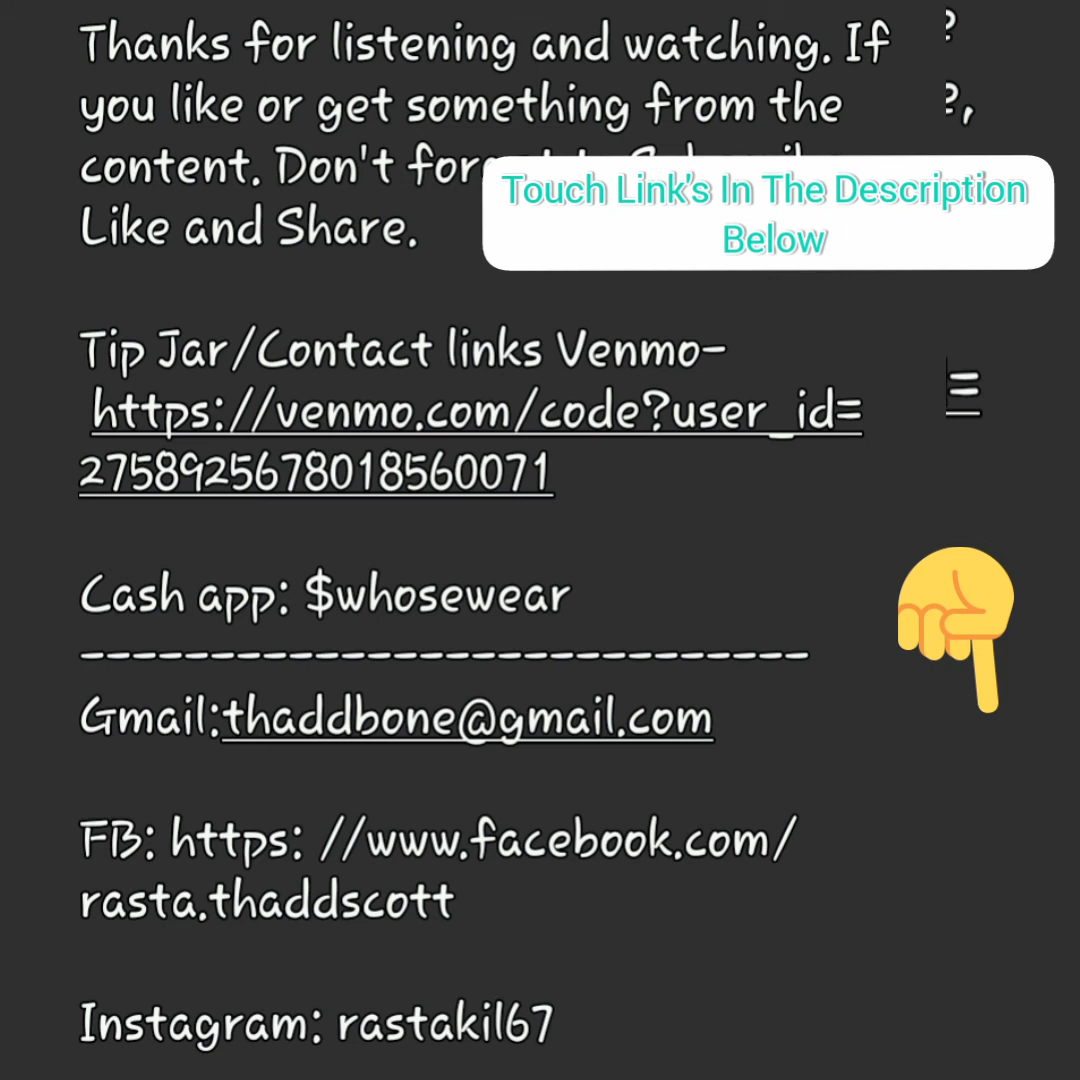 Thanks for listening and watching. If
you like or get something from the
content. Don't
Like and Share.
Touch Link's In The Description
Below
Tip Jar/Contact links Venmo-
https://venmo.com/code?user_id=
2758925678018560071
Cash app: $whosewear
----------------------------
Gmail:thaddbone@gmail.com
FB: https: //www.facebook.com/
rasta.thaddscott
Instagram: rastakil67